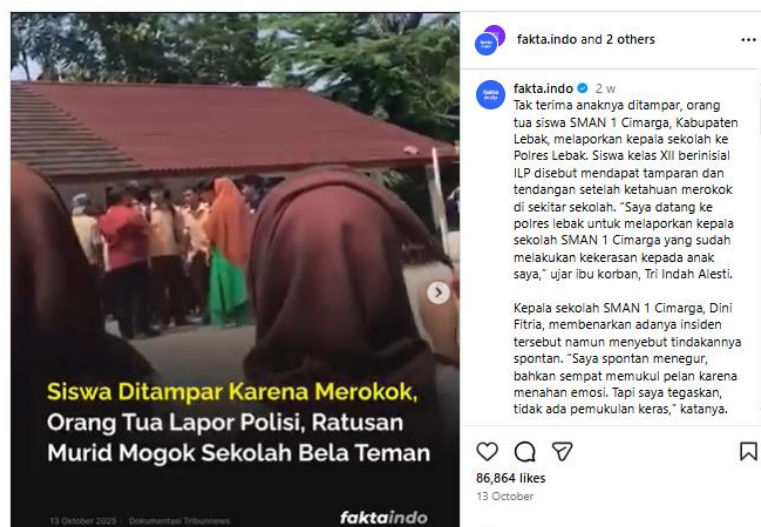 Siswa Ditampar Karena Merokok,
Orang Tua Lapor Polisi, Ratusan
Murid Mogok Sekolah Bela Teman
13 Oktober 2025
Dokumentasi Tribunnews
faktaindo
fakta.indo and 2 others
fakta.indo 2 w
Tak terima anaknya ditampar, orang
tua siswa SMAN 1 Cimarga, Kabupaten
Lebak, melaporkan kepala sekolah ke
Polres Lebak. Siswa kelas XII berinisial
ILP disebut mendapat tamparan dan
tendangan setelah ketahuan merokok
di sekitar sekolah. “Saya datang ke
polres lebak untuk melaporkan kepala
sekolah SMAN 1 Cimarga yang sudah
melakukan kekerasan kepada anak
saya,” ujar ibu korban, Tri Indah Alesti.
Kepala sekolah SMAN 1 Cimarga, Dini
Fitria, membenarkan adanya insiden
tersebut namun menyebut tindakannya
spontan. “Saya spontan menegur,
bahkan sempat memukul pelan karena
menahan emosi. Tapi saya tegaskan,
tidak ada pemukulan keras,” katanya.
86,864 likes
13 October